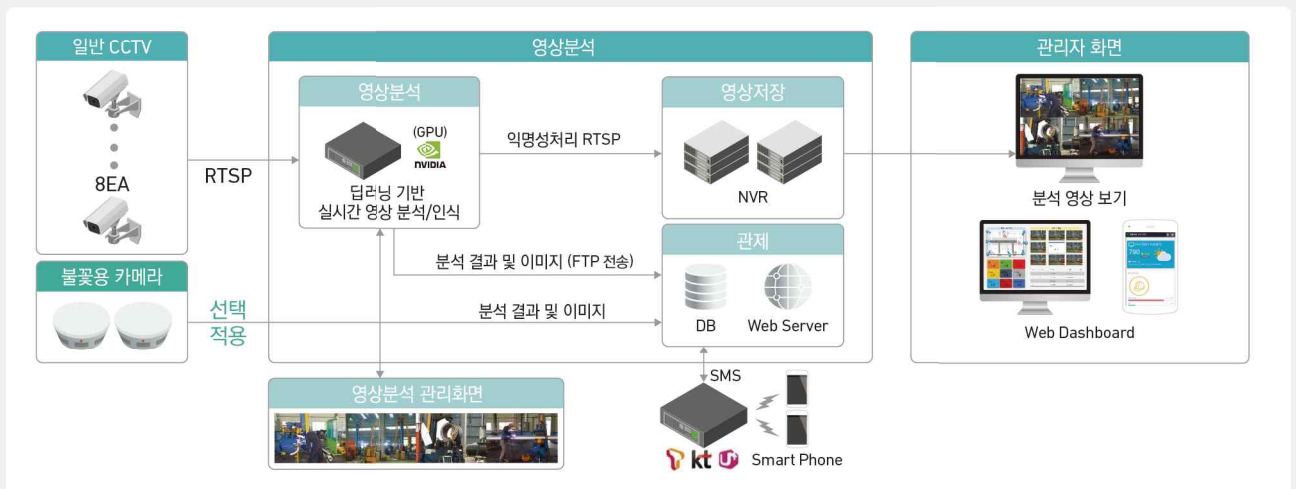 일반 CCTV
8EA
RTSP
불꽃용 카메라
선택
적용
영상분석
영상분석
(GPU)
NVIDIA
딥러닝 기반
실시간 영상 분석/인식
익명성처리 RTSP
영상저장
NVR
분석 결과 및 이미지 (FTP 전송)
분석 결과 및 이미지
관제
DB
Web Server
영상분석 관리화면
SMS
T kt U+
Smart Phone
관리자 화면
분석 영상 보기
Web Dashboard